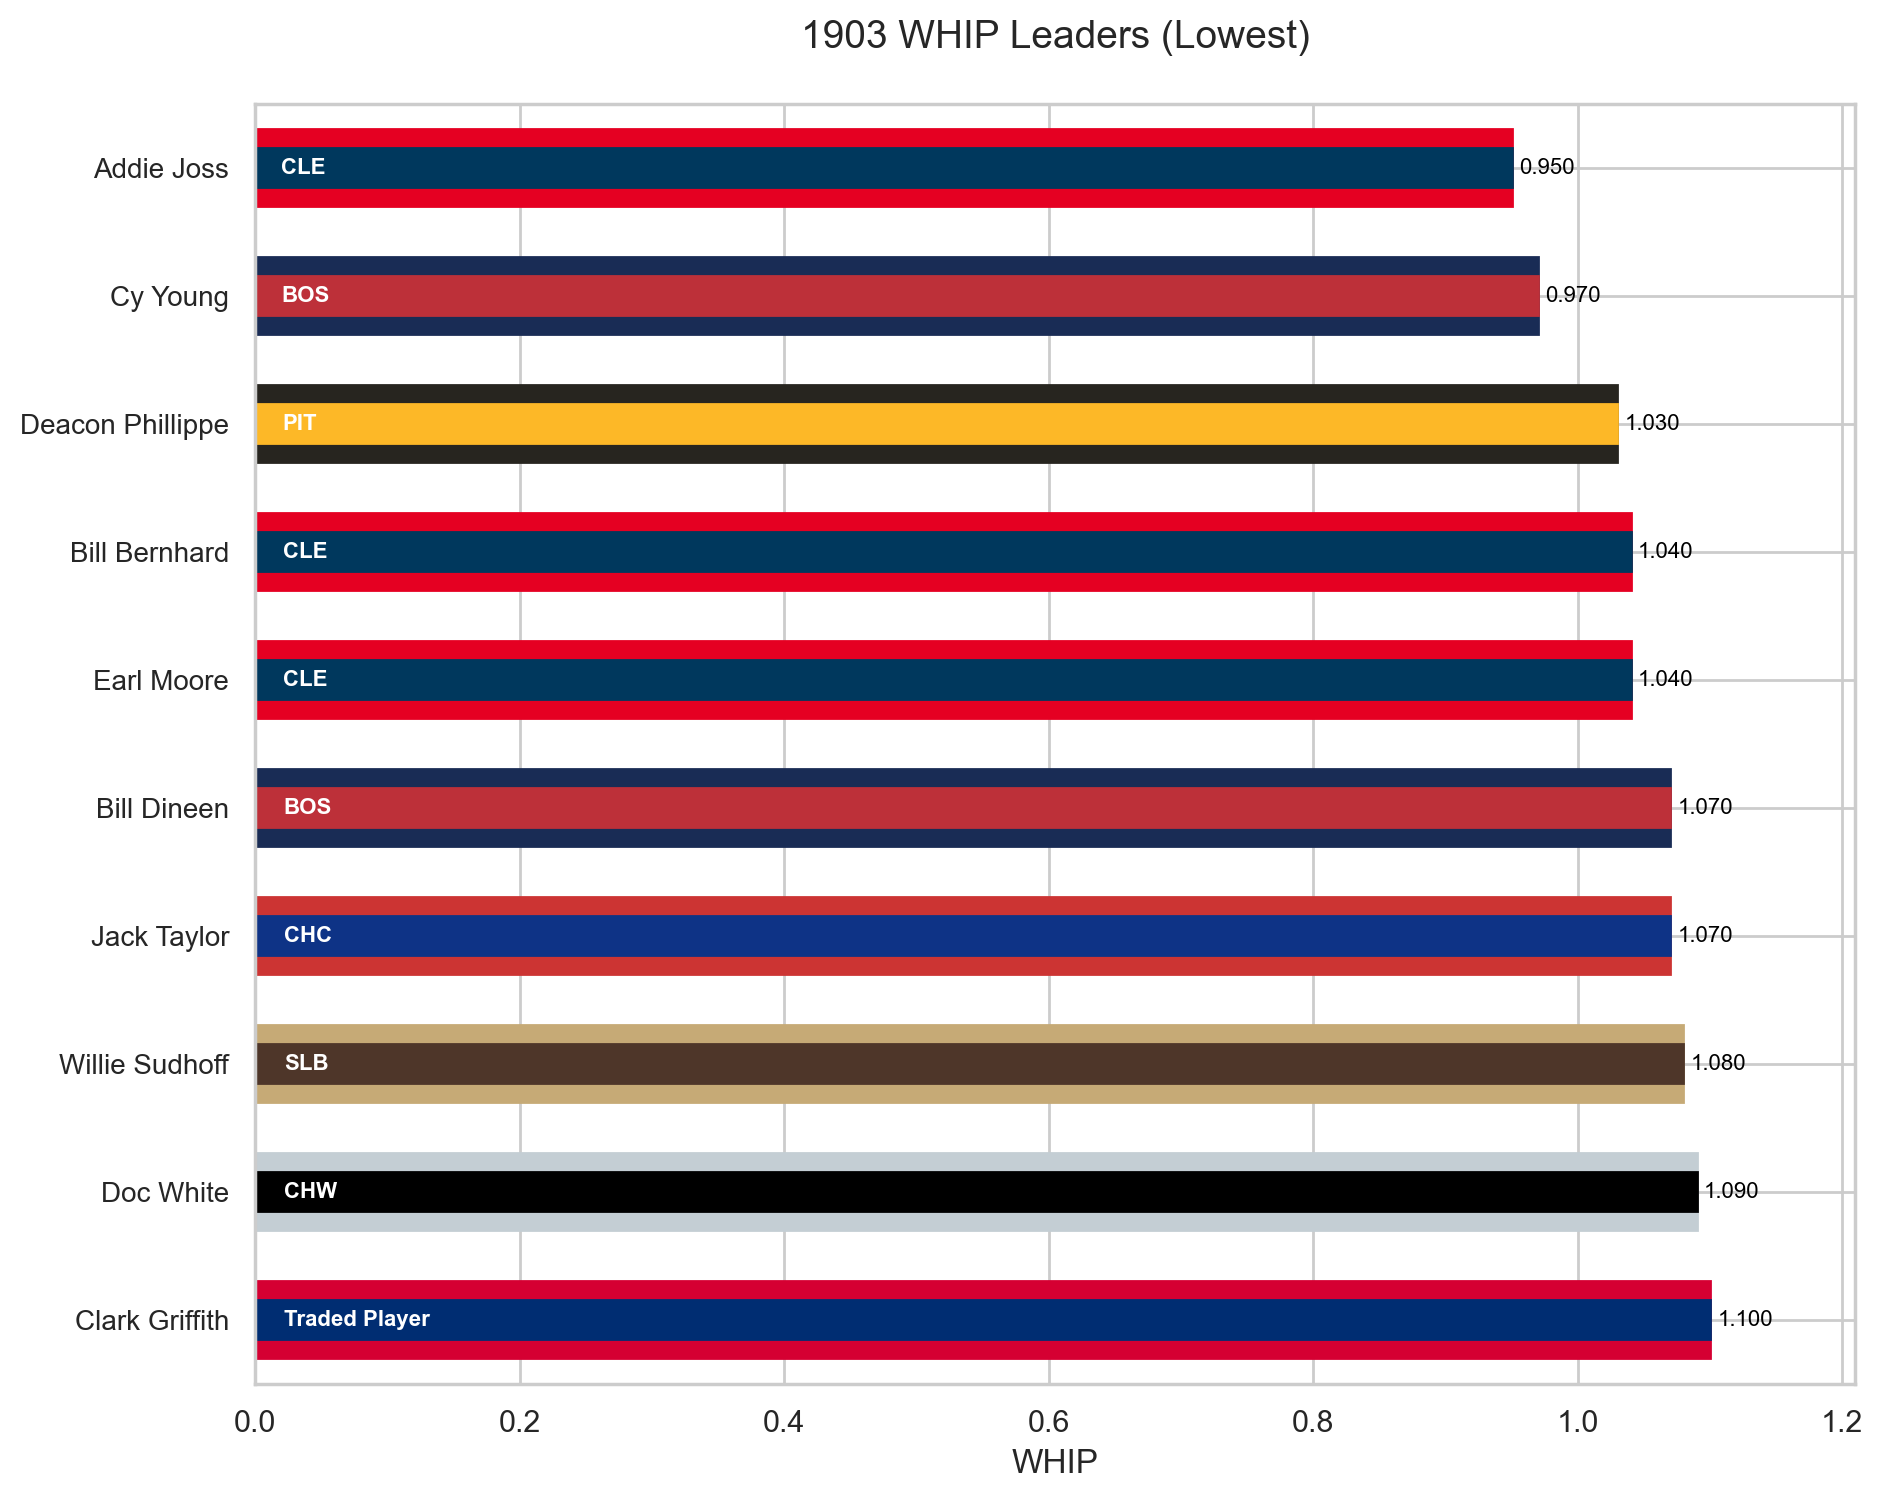 1903 WHIP Leaders (Lowest)
Addie Joss CLE 0.950
Cy Young BOS 0.970
Deacon Phillippe PIT 1.030
Bill Bernhard CLE 1.040
Earl Moore CLE 1.040
Bill Dineen BOS 1.070
Jack Taylor CHC 1.070
Willie Sudhoff SLB 1.080
Doc White CHW 1.090
Clark Griffith Traded Player 1.100
0.0 0.2 0.4 0.6 0.8 1.0 1.2
WHIP